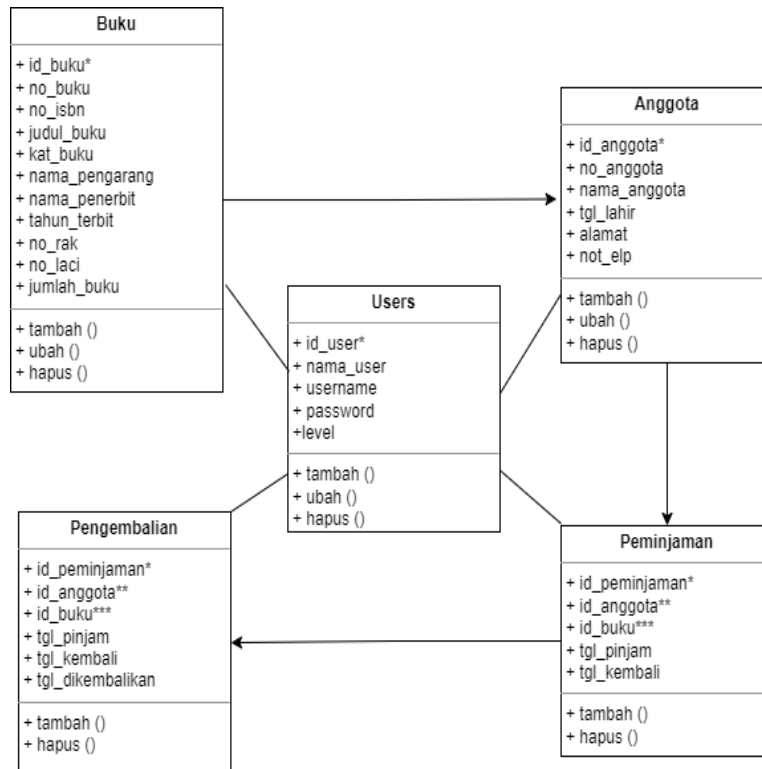 Buku
+ id_buku*
+ no_buku
+ no_isbn
+ judul_buku
+ kat_buku
+ nama_pengarang
+ nama_penerbit
+ tahun_terbit
+ no_rak
+ no_laci
+ jumlah_buku
+ tambah ()
+ ubah ()
+ hapus ()
Anggota
+ id_anggota*
+ no_anggota
+ nama_anggota
+ tgl_lahir
+ alamat
+ not_elp
+ tambah ()
+ ubah ()
+ hapus ()
Users
+ id_user*
+ nama_user
+ username
+ password
+level
+ tambah ()
+ ubah ()
+ hapus ()
Pengembalian
+ id_peminjaman*
+ id_anggota**
+ id_buku***
+ tgl_pinjam
+ tgl_kembali
+ tgl_dikembalikan
+ tambah ()
+ hapus ()
Peminjaman
+ id_peminjaman*
+ id_anggota**
+ id_buku***
+ tgl_pinjam
+ tgl_kembali
+ tambah ()
+ hapus ()